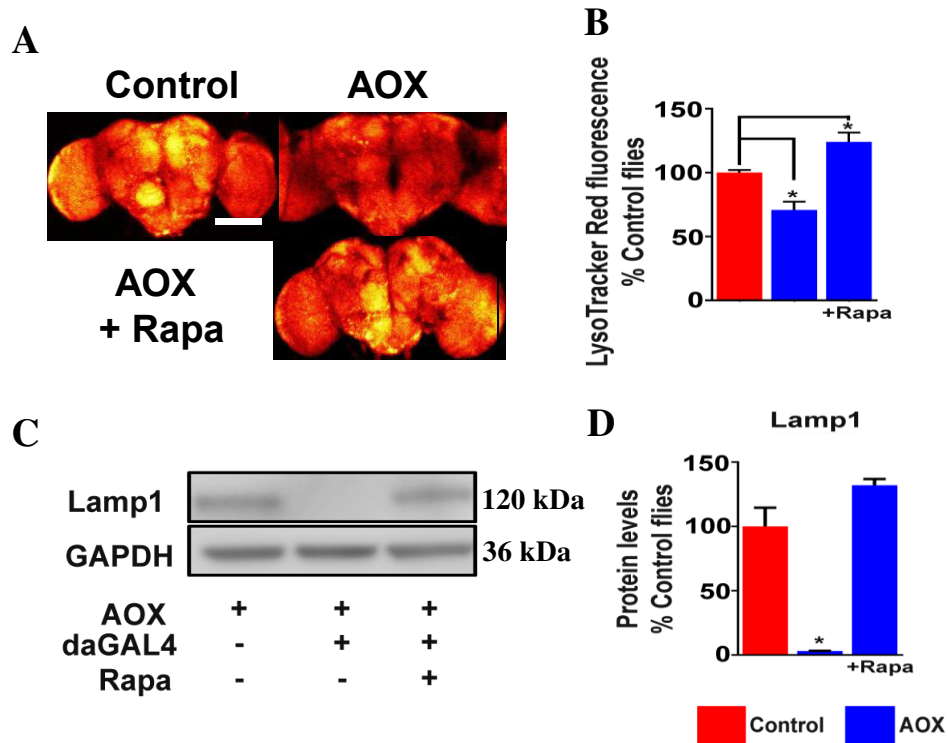 A
Control
AOX
AOX
+ Rapa
B
LysoTracker Red fluorescence
% Control flies
150
100
50
0
*
*
+Rapa
C
Lamp1
120 kDa
GAPDH
36 kDa
AOX + + +
daGAL4 - + +
Rapa - - +
D
Lamp1
Protein levels
% Control flies
150
100
50
0
*
+Rapa
Control
AOX